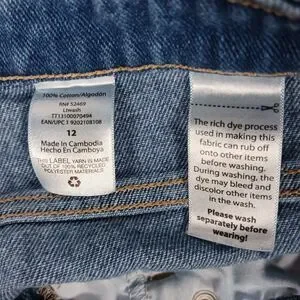 100% Cotton/Algodón
RN# 52469
Ltwash
7713100070494
EAN/UPC 1 9202108108
12
Made In Cambodia
Hecho En Camboya
THIS LABEL YARN IS MADE
OUT OF 100% RECYCLED
POLYESTER MATERIALS
The rich dye process
used in making this
fabric can rub off
onto other items
before washing.
During washing, the
dye may bleed and
discolor other items
in the wash.
Please wash
separately before
wearing!